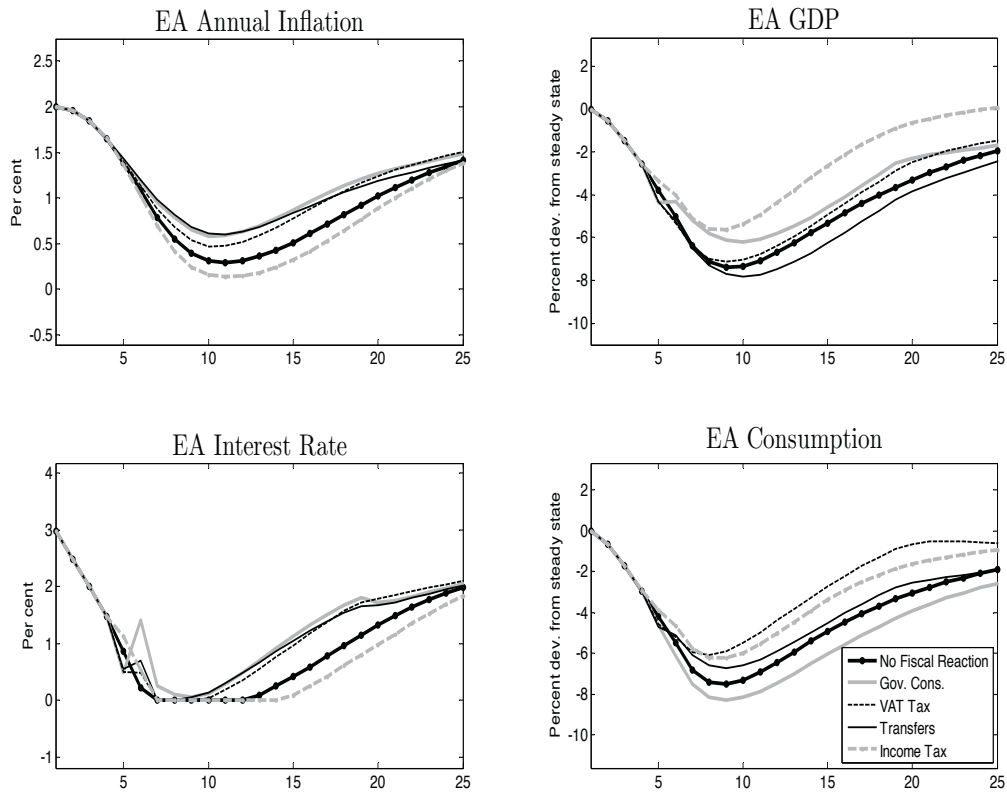 EA Annual Inflation
Per cent
2.5
2
1.5
1
0.5
0
-0.5
5 10 15 20 25
EA GDP
Percent dev. from steady state
2
0
-2
-4
-6
-8
-10
5 10 15 20 25
EA Interest Rate
Per cent
4
3
2
1
0
-1
5 10 15 20 25
EA Consumption
Percent dev. from steady state
2
0
-2
-4
-6
-8
-10
5 10 15 20 25
No Fiscal Reaction
Gov. Cons.
VAT Tax
Transfers
Income Tax